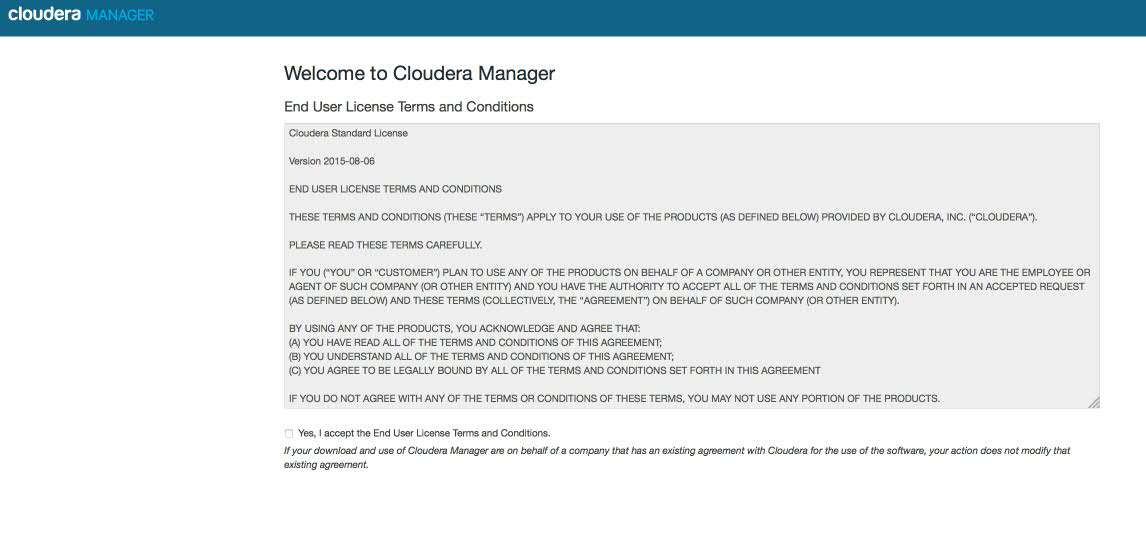 cloudera MANAGER
Welcome to Cloudera Manager
End User License Terms and Conditions
Cloudera Standard License
Version 2015-08-06
END USER LICENSE TERMS AND CONDITIONS
THESE TERMS AND CONDITIONS (THESE “TERMS”) APPLY TO YOUR USE OF THE PRODUCTS (AS DEFINED BELOW) PROVIDED BY CLOUDERA, INC. (“CLOUDERA”).
PLEASE READ THESE TERMS CAREFULLY.
IF YOU (“YOU” OR “CUSTOMER”) PLAN TO USE ANY OF THE PRODUCTS ON BEHALF OF A COMPANY OR OTHER ENTITY, YOU REPRESENT THAT YOU ARE THE EMPLOYEE OR
AGENT OF SUCH COMPANY (OR OTHER ENTITY) AND YOU HAVE THE AUTHORITY TO ACCEPT ALL OF THE TERMS AND CONDITIONS SET FORTH IN AN ACCEPTED REQUEST
(AS DEFINED BELOW) AND THESE TERMS (COLLECTIVELY, THE “AGREEMENT”) ON BEHALF OF SUCH COMPANY (OR OTHER ENTITY).
BY USING ANY OF THE PRODUCTS, YOU ACKNOWLEDGE AND AGREE THAT:
(A) YOU HAVE READ ALL OF THE TERMS AND CONDITIONS OF THIS AGREEMENT;
(B) YOU UNDERSTAND ALL OF THE TERMS AND CONDITIONS OF THIS AGREEMENT;
(C) YOU AGREE TO BE LEGALLY BOUND BY ALL OF THE TERMS AND CONDITIONS SET FORTH IN THIS AGREEMENT
IF YOU DO NOT AGREE WITH ANY OF THE TERMS OR CONDITIONS OF THESE TERMS, YOU MAY NOT USE ANY PORTION OF THE PRODUCTS.
Yes, I accept the End User License Terms and Conditions.
If your download and use of Cloudera Manager are on behalf of a company that has an existing agreement with Cloudera for the use of the software, your action does not modify that
existing agreement.